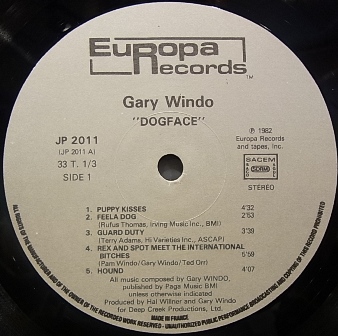 EuRopa
RecoRds
TM
Gary Windo
"DOGFACE"
JP 2011
(JP 2011 A)
33 T. 1/3
SIDE 1
℗ 1982
Europa Records
and tapes, Inc.
SACEM
SACD
SDRM
SGDL
STEREO
1. PUPPY KISSES 4'32
2. FEELA DOG 2'53
(Rufus Thomas, Irving Music Inc., BMI)
3. GUARD DUTY 3'39
(Terry Adams, Hi Varieties Inc., ASCAP)
4. REX AND SPOT MEET THE INTERNATIONAL
BITCHES 5'59
(Pam Windo/Gary Windo/Ted Orr)
5. HOUND 4'07
All music composed by Gary WINDO,
published by Paga Music BMI
unless otherwise indicated
Produced by Hal Willner and Gary Windo
for Deep Creek Productions, Ltd.
MADE IN FRANCE
ALL RIGHTS OF THE MANUFACTURER AND OF THE OWNER OF THE RECORDED WORK RESERVED - UNAUTHORIZED PUBLIC PERFORMANCE BROADCASTING AND COPYING OF THIS RECORD PROHIBITED